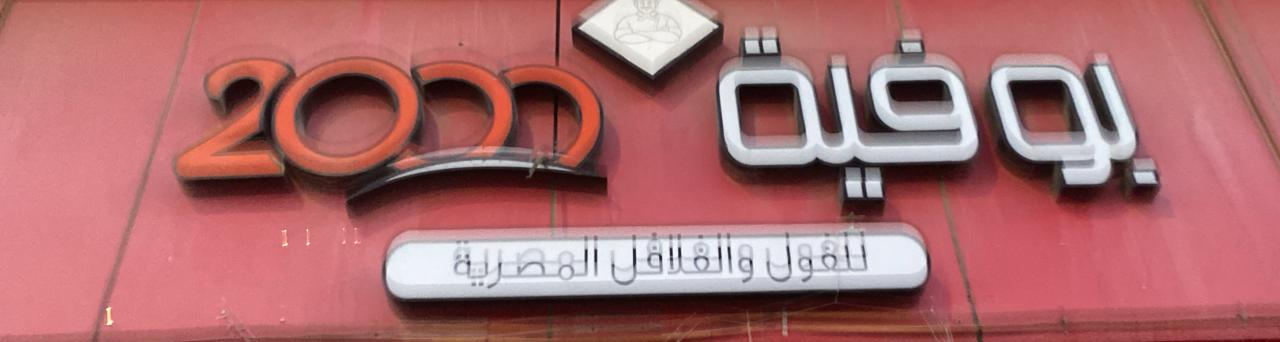 بوفية 2000
للفول والفلافل المصرية